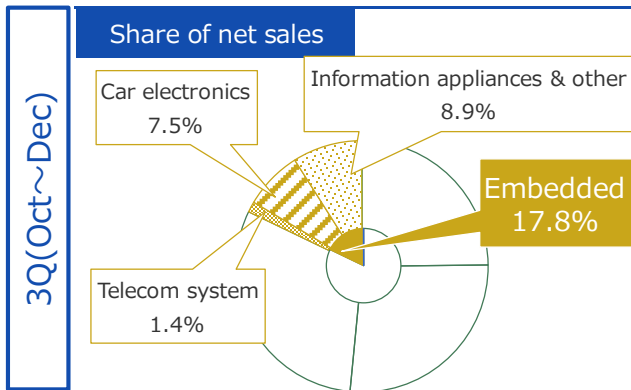 Share of net sales
3Q(Oct～Dec)
Car electronics
7.5%
Information appliances & other
8.9%
Embedded
17.8%
Telecom system
1.4%